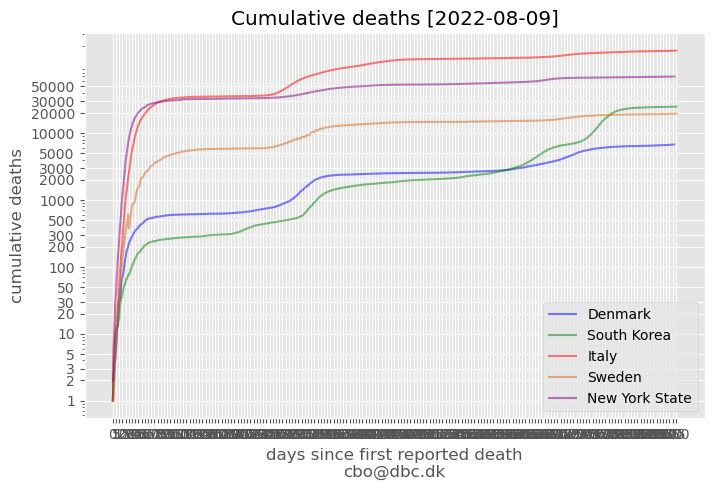 Cumulative deaths [2022-08-09]
cumulative deaths
50000
30000
20000
10000
5000
3000
2000
1000
500
300
200
100
50
30
20
10
5
3
2
1
Denmark
South Korea
Italy
Sweden
New York State
days since first reported death
cbo@dbc.dk